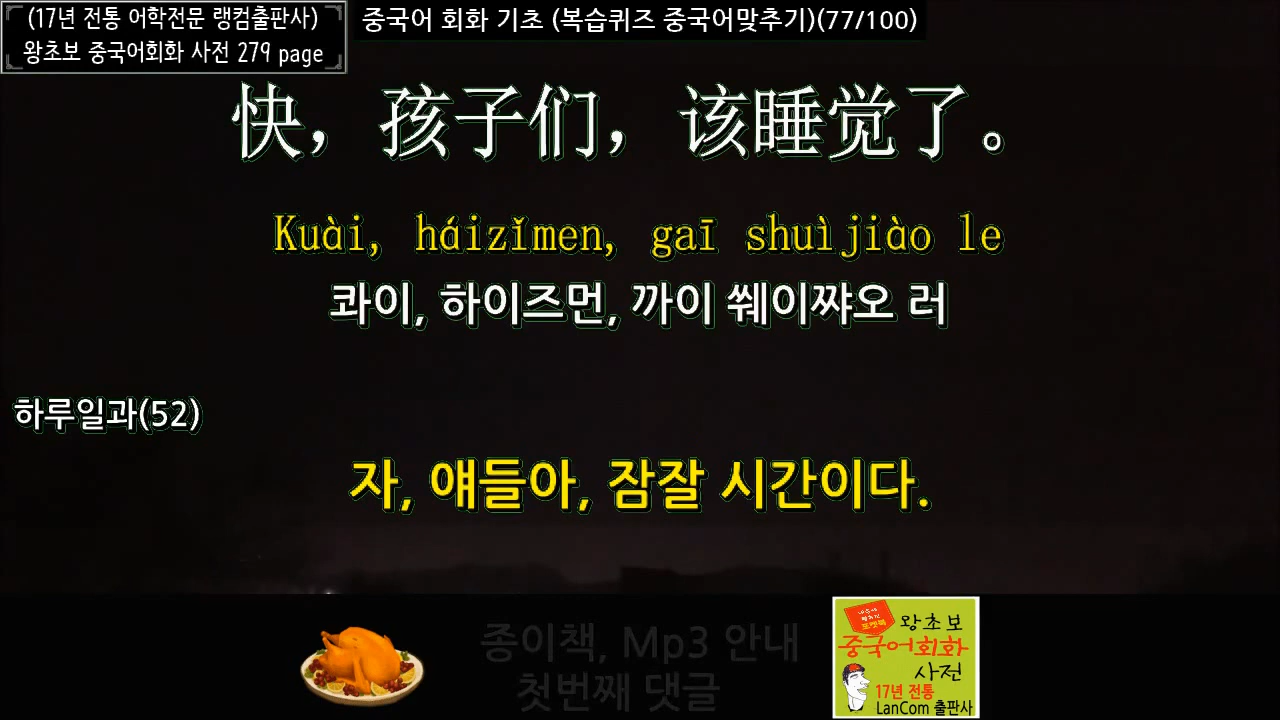 (17년 전통 어학전문 랭컴출판사)
왕초보 중국어회화 사전 279 page
중국어 회화 기초 (복습퀴즈 중국어맞추기)(77/100)
快，孩子们，该睡觉了。
Kuài, háizǐmen, gaī shuìjiào le
콰이, 하이즈먼, 까이 쒜이쨔오 러
하루일과(52)
자, 얘들아, 잠잘 시간이다.
종이책, Mp3 안내
첫번째 댓글
왕초보
중국어회화
사전
17년 전통
LanCom 출판사